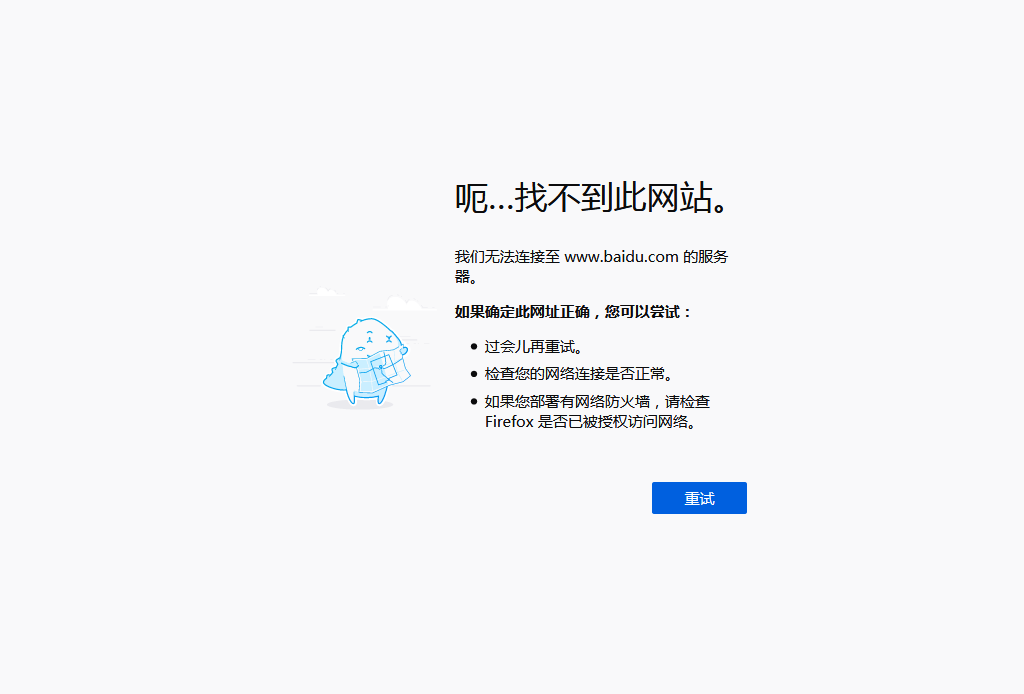 呃...找不到此网站。
我们无法连接至 www.baidu.com 的服务
器。
如果确定此网址正确，您可以尝试：
过会儿再重试。
检查您的网络连接是否正常。
如果您部署有网络防火墙，请检查
Firefox 是否已被授权访问网络。
重试